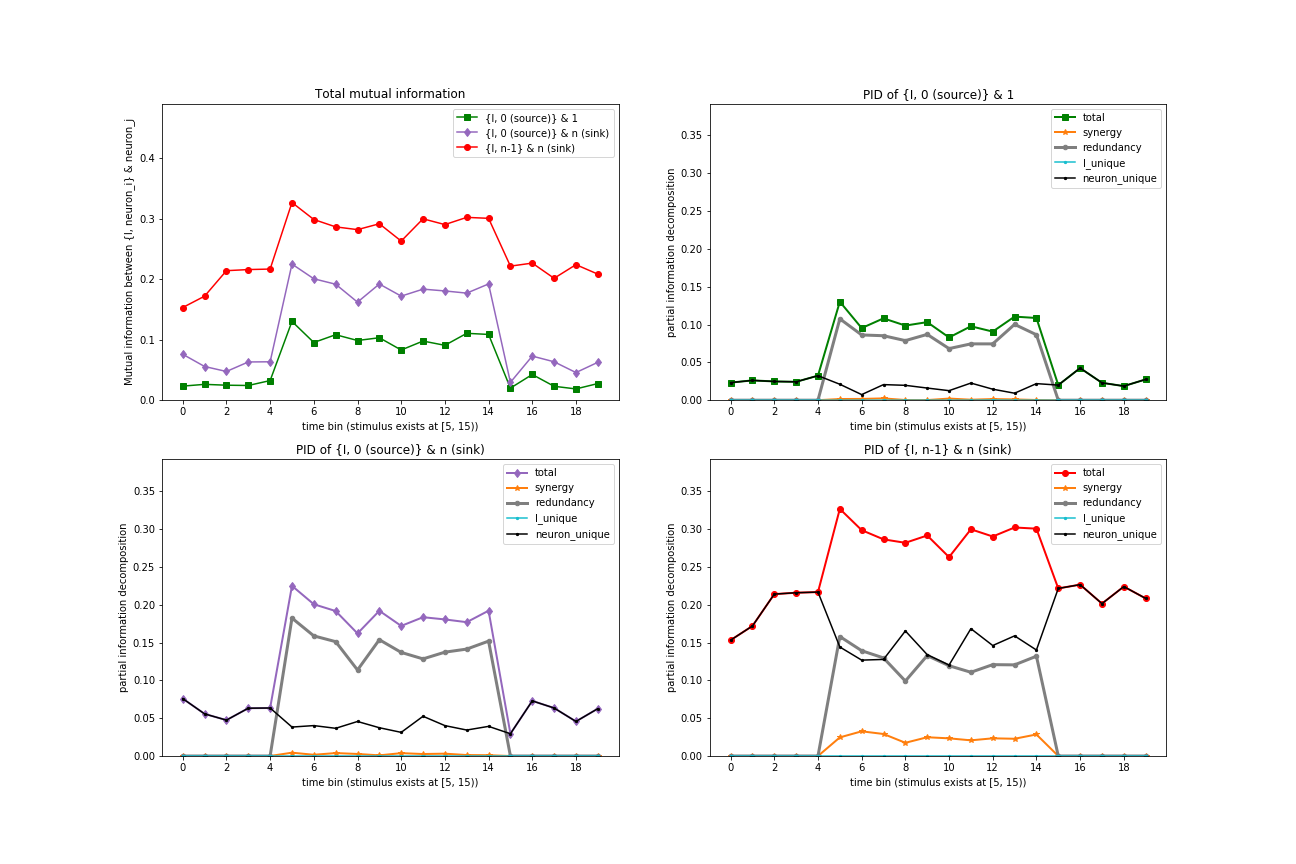 Total mutual information
Mutual information between {I, neuron_i} & neuron_j
0.4
0.3
0.2
0.1
0.0
{I, 0 (source)} & 1
{I, 0 (source)} & n (sink)
{I, n-1} & n (sink)
0 2 4 6 8 10 12 14 16 18
time bin (stimulus exists at [5, 15))
PID of {I, 0 (source)} & 1
partial information decomposition
0.35
0.30
0.25
0.20
0.15
0.10
0.05
0.00
total
synergy
redundancy
I_unique
neuron_unique
0 2 4 6 8 10 12 14 16 18
time bin (stimulus exists at [5, 15))
PID of {I, 0 (source)} & n (sink)
partial information decomposition
0.35
0.30
0.25
0.20
0.15
0.10
0.05
0.00
total
synergy
redundancy
I_unique
neuron_unique
0 2 4 6 8 10 12 14 16 18
time bin (stimulus exists at [5, 15))
PID of {I, n-1} & n (sink)
partial information decomposition
0.35
0.30
0.25
0.20
0.15
0.10
0.05
0.00
total
synergy
redundancy
I_unique
neuron_unique
0 2 4 6 8 10 12 14 16 18
time bin (stimulus exists at [5, 15))